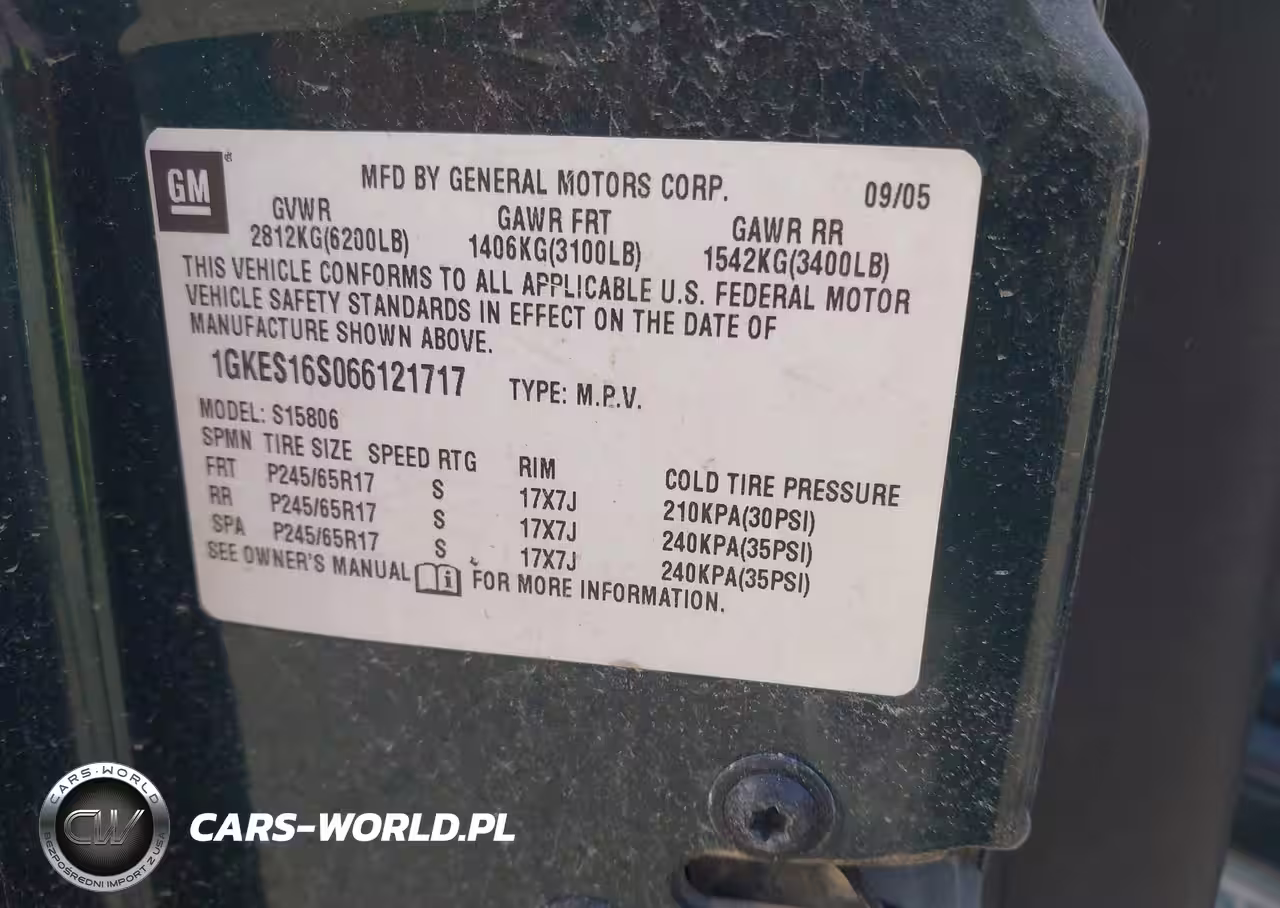 GM
MFD BY GENERAL MOTORS CORP. 09/05
GVWR GAWR FRT GAWR RR
2812KG(6200LB) 1406KG(3100LB) 1542KG(3400LB)
THIS VEHICLE CONFORMS TO ALL APPLICABLE U.S. FEDERAL MOTOR
VEHICLE SAFETY STANDARDS IN EFFECT ON THE DATE OF
MANUFACTURE SHOWN ABOVE.
1GKES16S066121717 TYPE: M.P.V.
MODEL: S15806
SPMN TIRE SIZE SPEED RTG RIM COLD TIRE PRESSURE
FRT P245/65R17 S 17X7J 210KPA(30PSI)
RR P245/65R17 S 17X7J 240KPA(35PSI)
SPA P245/65R17 S 17X7J 240KPA(35PSI)
SEE OWNER'S MANUAL i FOR MORE INFORMATION.
CARS-WORLD
CW
BEZPOŚREDNI IMPORT Z USA
CARS-WORLD.PL